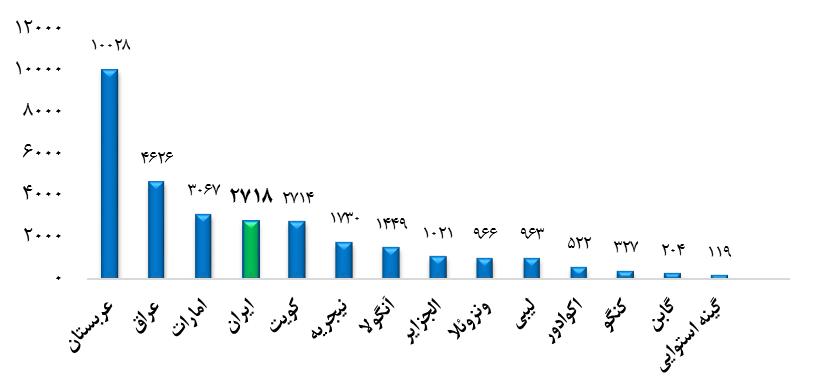 ۱۲۰۰۰
۱۰۰۰۰
۸۰۰۰
۶۰۰۰
۴۰۰۰
۲۰۰۰
۰
۱۰۰۲۸
۴۶۲۶
۳۰۶۷
۲۷۱۸
۲۷۱۴
۱۷۳۰
۱۴۴۹
۱۰۲۱
۹۶۶
۹۶۳
۵۲۲
۳۲۷
۲۰۴
۱۱۹
عربستان
عراق
امارات
ایران
کویت
نیجریه
آنگولا
الجزایر
ونزوئلا
لیبی
اکوادور
کنگو
گابن
گینه استوایی